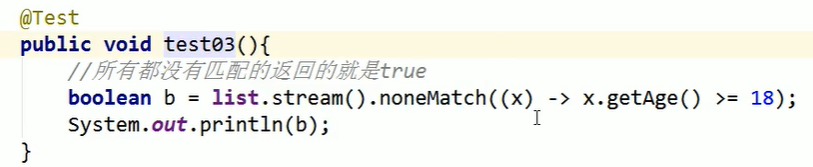 @Test
public void test03(){
//所有都没有匹配的返回的就是true
boolean b = list.stream().noneMatch((x) -> x.getAge() >= 18);
System.out.println(b);
}